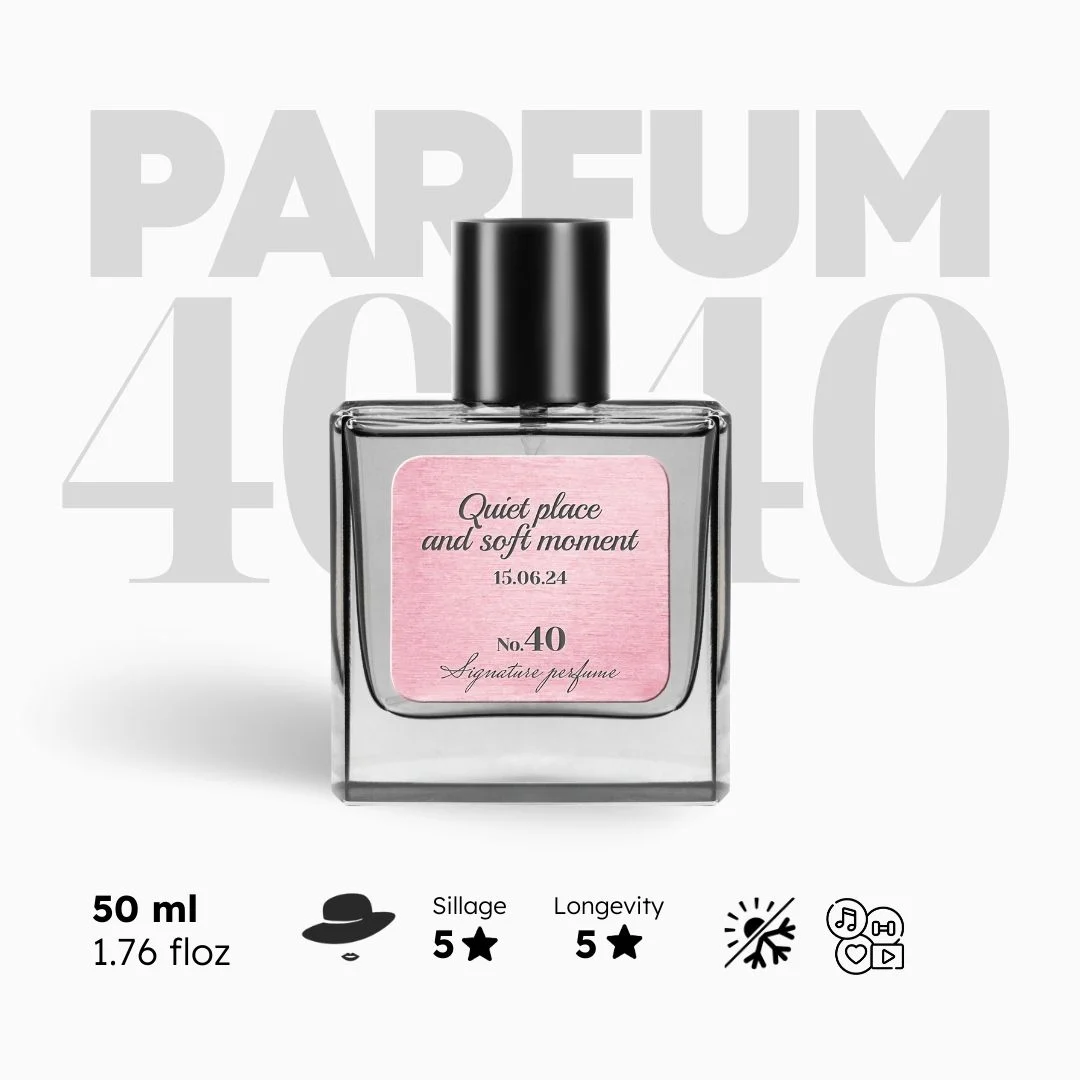 PARFUM
40 40
Quiet place
and soft moment
15.06.24
No.40
Signature perfume
50 ml
1.76 floz
Sillage
5
Longevity
5